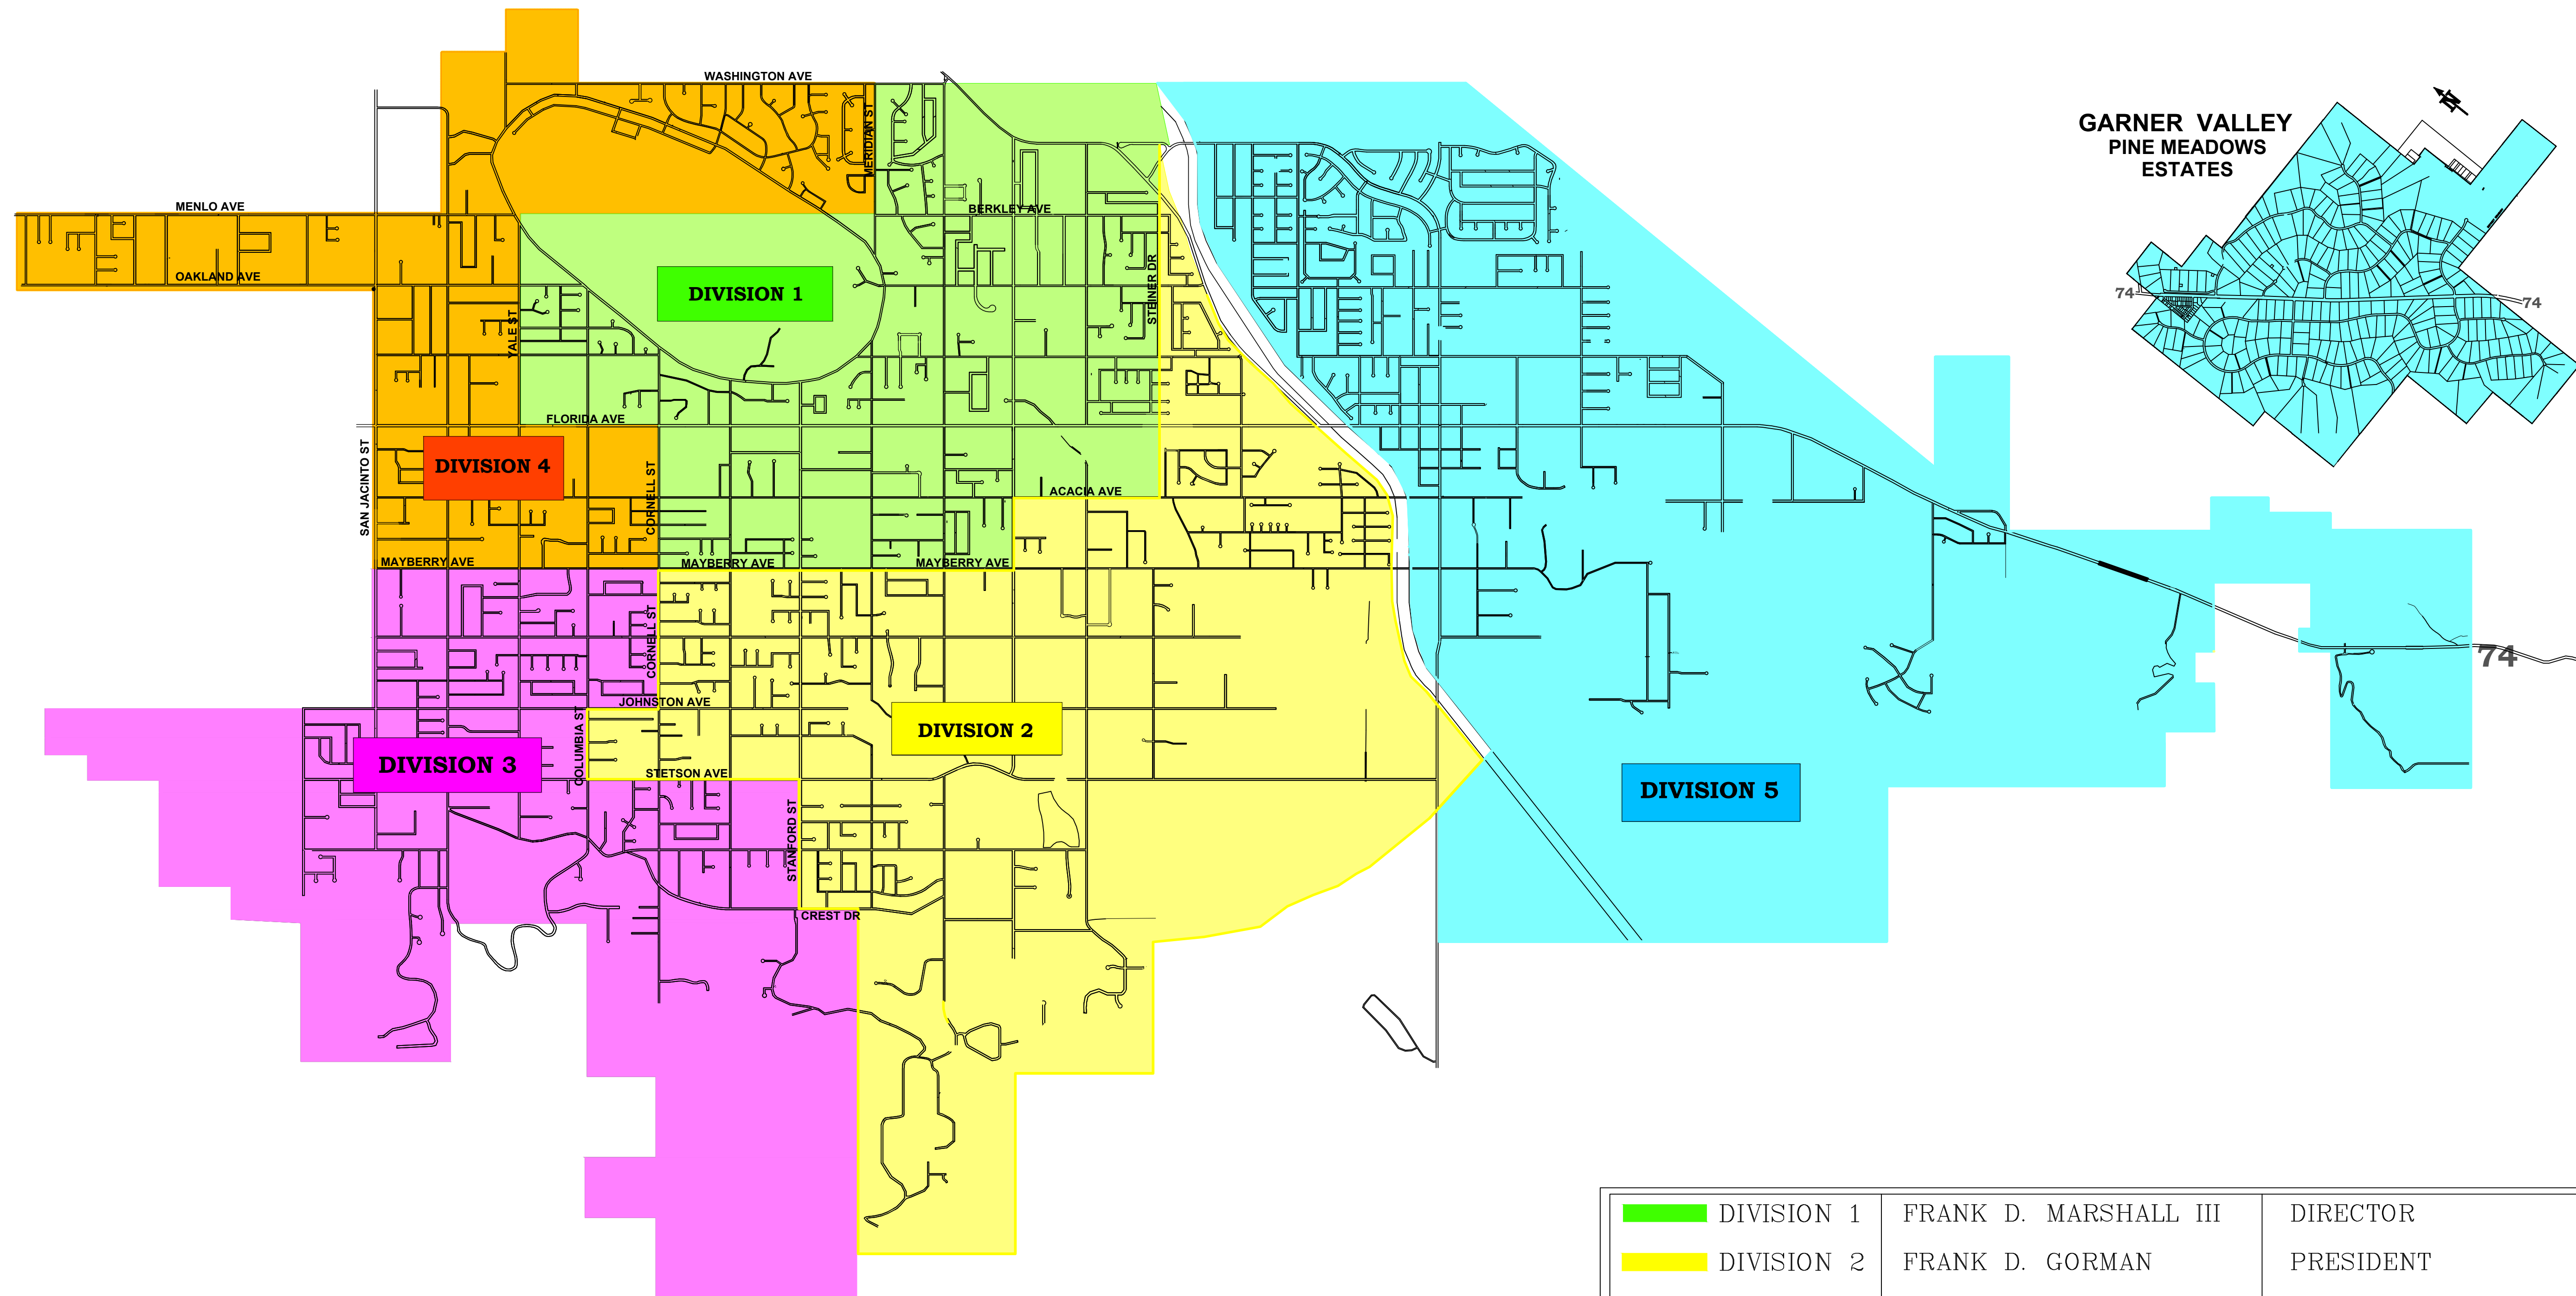 WASHINGTON AVE
MERIDIAN ST
GARNER VALLEY
PINE MEADOWS
ESTATES
N
74
74
MENLO AVE
BERKLEY AVE
OAKLAND AVE
DIVISION 1
STEINER DR
YALE ST
FLORIDA AVE
SAN JACINTO ST
DIVISION 4
CORNELL ST
ACACIA AVE
MAYBERRY AVE
MAYBERRY AVE
MAYBERRY AVE
CORNELL ST
74
JOHNSTON AVE
COLUMBIA ST
DIVISION 2
DIVISION 3
STETSON AVE
DIVISION 5
STANFORD ST
CREST DR
DIVISION 1 FRANK D. MARSHALL III DIRECTOR
DIVISION 2 FRANK D. GORMAN PRESIDENT